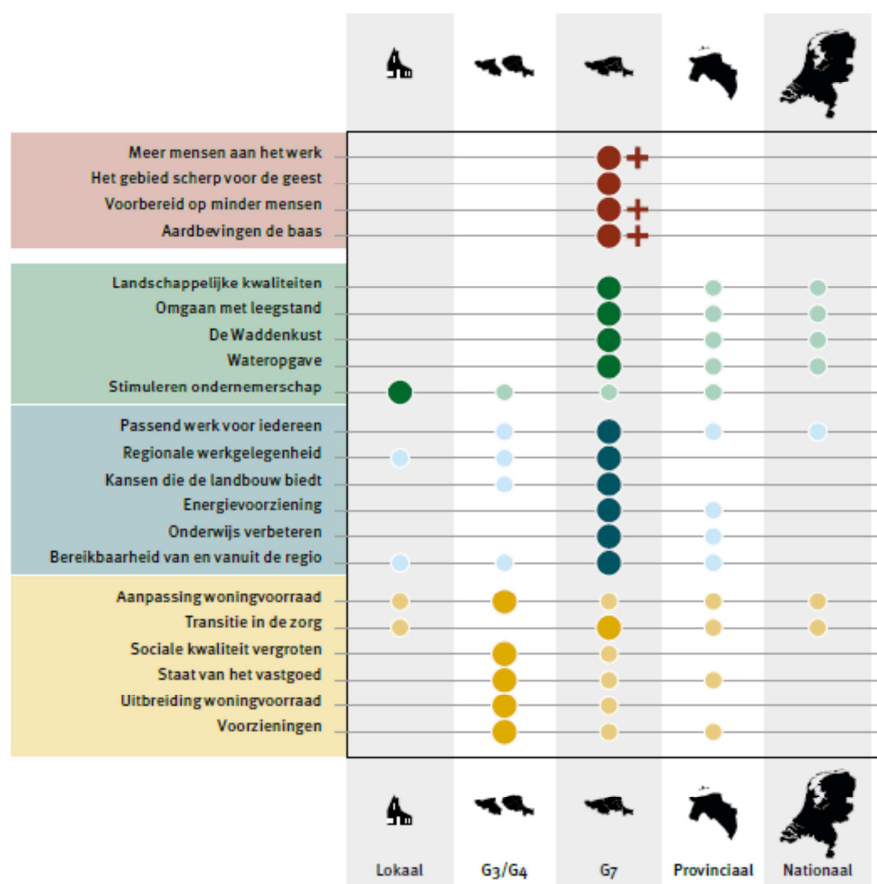 Meer mensen aan het werk
Het gebied scherp voor de geest
Voorbereid op minder mensen
Aardbevingen de baas
Landschappelijke kwaliteiten
Omgaan met leegstand
De Waddenkust
Wateropgave
Stimuleren ondernemerschap
Passend werk voor iedereen
Regionale werkgelegenheid
Kansen die de landbouw biedt
Energievoorziening
Onderwijs verbeteren
Bereikbaarheid van en vanuit de regio
Aanpassing woningvoorraad
Transitie in de zorg
Sociale kwaliteit vergroten
Staat van het vastgoed
Uitbreiding woningvoorraad
Voorzieningen
Lokaal G3/G4 G7 Provinciaal Nationaal